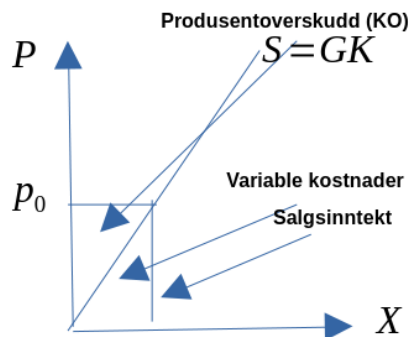 Produsentoverskudd (KO)
P
S = GK
p₀
Variable kostnader
Salgsinntekt
X